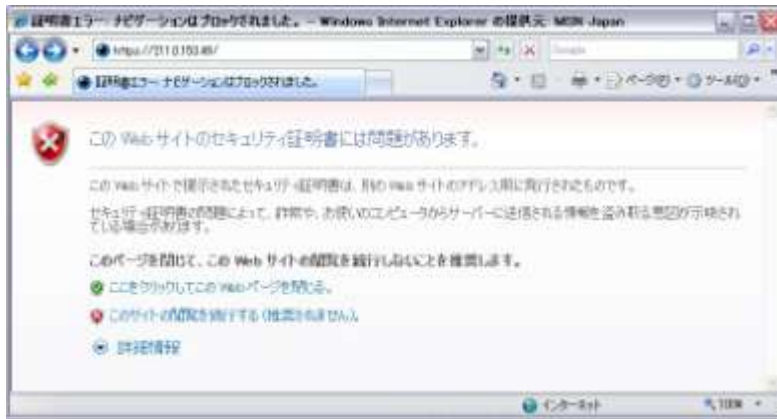 証明書エラー: ナビゲーションはブロックされました。 - Windows Internet Explorer の提供元: MSN Japan
証明書エラー: ナビゲーションはブロックされました。
ページ(P)
ツール(O)
この Web サイトのセキュリティ証明書には問題があります。
この Web サイトで提示されたセキュリティ証明書は、別の Web サイトのアドレス用に発行されたものです。
セキュリティ証明書の問題によって、詐欺や、お使いのコンピュータからサーバーに送信される情報を盗み取る意図が示唆され
ている場合があります。
このページを閉じて、この Web サイトの閲覧を続行しないことを推奨します。
ここをクリックしてこの Web ページを閉じる。
このサイトの閲覧を続行する (推奨されません)。
詳細情報
インターネット
100%